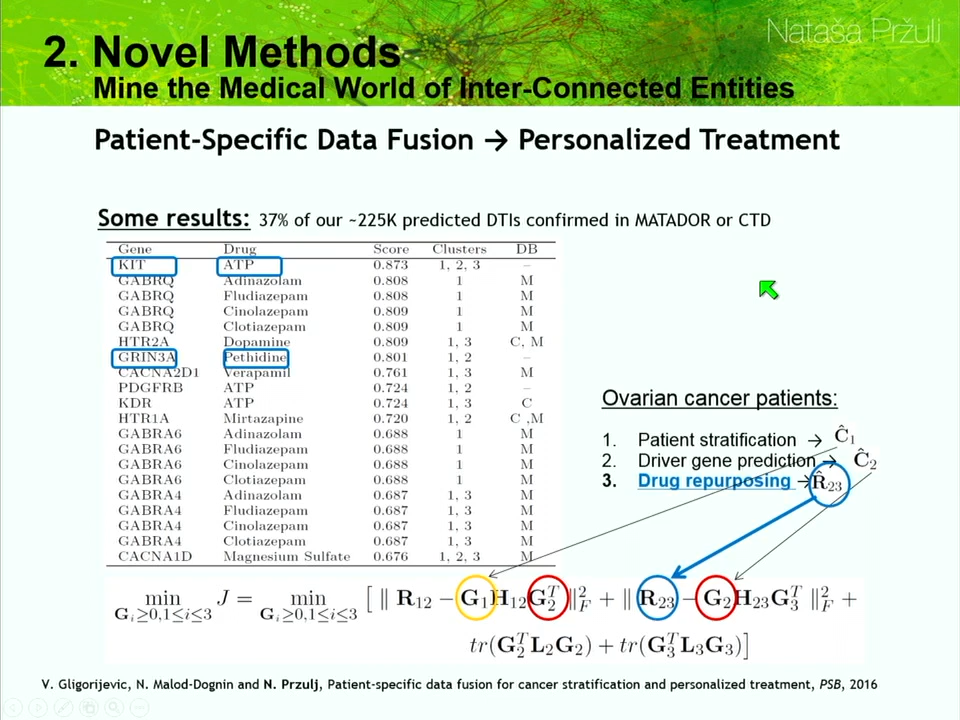 Nataša Pržulj
2. Novel Methods
Mine the Medical World of Inter-Connected Entities
Patient-Specific Data Fusion → Personalized Treatment
Some results: 37% of our ~225K predicted DTIs confirmed in MATADOR or CTD
Gene Drug Score Clusters DB
KIT ATP 0.873 1, 2, 3 –
GABRQ Adinazolam 0.808 1 M
GABRQ Fludiazepam 0.808 1 M
GABRQ Cinolazepam 0.809 1 M
GABRQ Clotiazepam 0.809 1 M
HTR2A Dopamine 0.809 1, 3 C, M
GRIN3A Pethidine 0.801 1, 2 –
CACNA2D1 Verapamil 0.761 1, 3 M
PDGFRB ATP 0.724 1, 2 –
KDR ATP 0.724 1, 3 C
HTR1A Mirtazapine 0.720 1, 2 C ,M
GABRA6 Adinazolam 0.688 1 M
GABRA6 Fludiazepam 0.688 1 M
GABRA6 Cinolazepam 0.688 1 M
GABRA6 Clotiazepam 0.688 1 M
GABRA4 Adinazolam 0.687 1, 3 M
GABRA4 Fludiazepam 0.687 1, 3 M
GABRA4 Cinolazepam 0.687 1, 3 M
GABRA4 Clotiazepam 0.687 1, 3 M
CACNA1D Magnesium Sulfate 0.676 1, 2, 3 M
Ovarian cancer patients:
1. Patient stratification → Ĉ₁
2. Driver gene prediction → Ĉ₂
3. Drug repurposing → R̂₂₃
min J = min [ ‖ R₁₂ − G₁H₁₂G₂ᵀ ‖²_F + ‖ R₂₃ − G₂H₂₃G₃ᵀ ‖²_F +
Gᵢ≥0,1≤i≤3 Gᵢ≥0,1≤i≤3
tr(G₂ᵀL₂G₂) + tr(G₃ᵀL₃G₃)]
V. Gligorijevic, N. Malod-Dognin and N. Przulj, Patient-specific data fusion for cancer stratification and personalized treatment, PSB, 2016